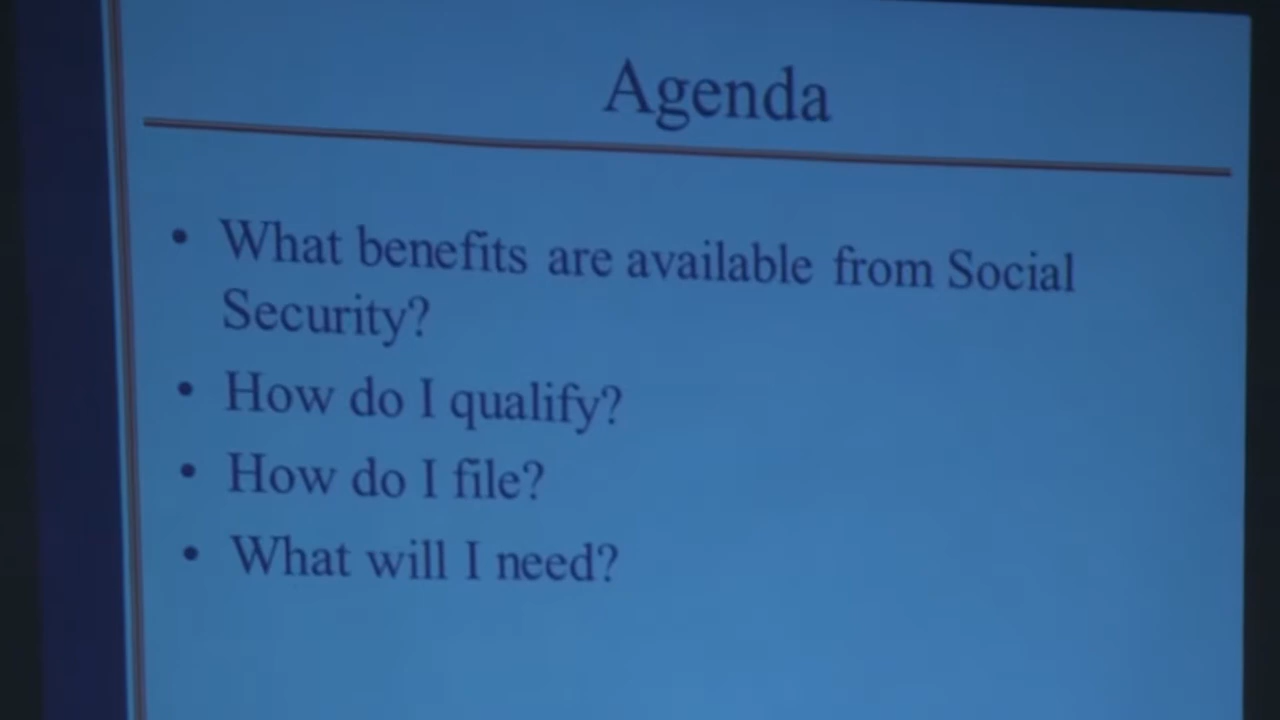 Agenda
• What benefits are available from Social
Security?
• How do I qualify?
• How do I file?
• What will I need?